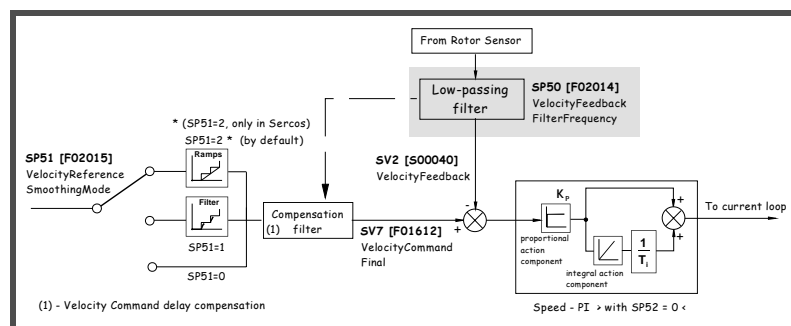 From Rotor Sensor
Low-passing
filter
SP50 [F02014]
VelocityFeedback
FilterFrequency
* (SP51=2, only in Sercos)
SP51=2 * (by default)
SP51 [F02015]
VelocityReference
SmoothingMode
Ramps
Filter
SP51=1
SP51=0
Compensation
(1) filter
SV2 [S00040]
VelocityFeedback
-
+
SV7 [F01612]
VelocityCommand
Final
KP
proportional
action
component
integral action
component
1
Ti
+
+
To current loop
(1) - Velocity Command delay compensation
Speed - PI > with SP52 = 0 <